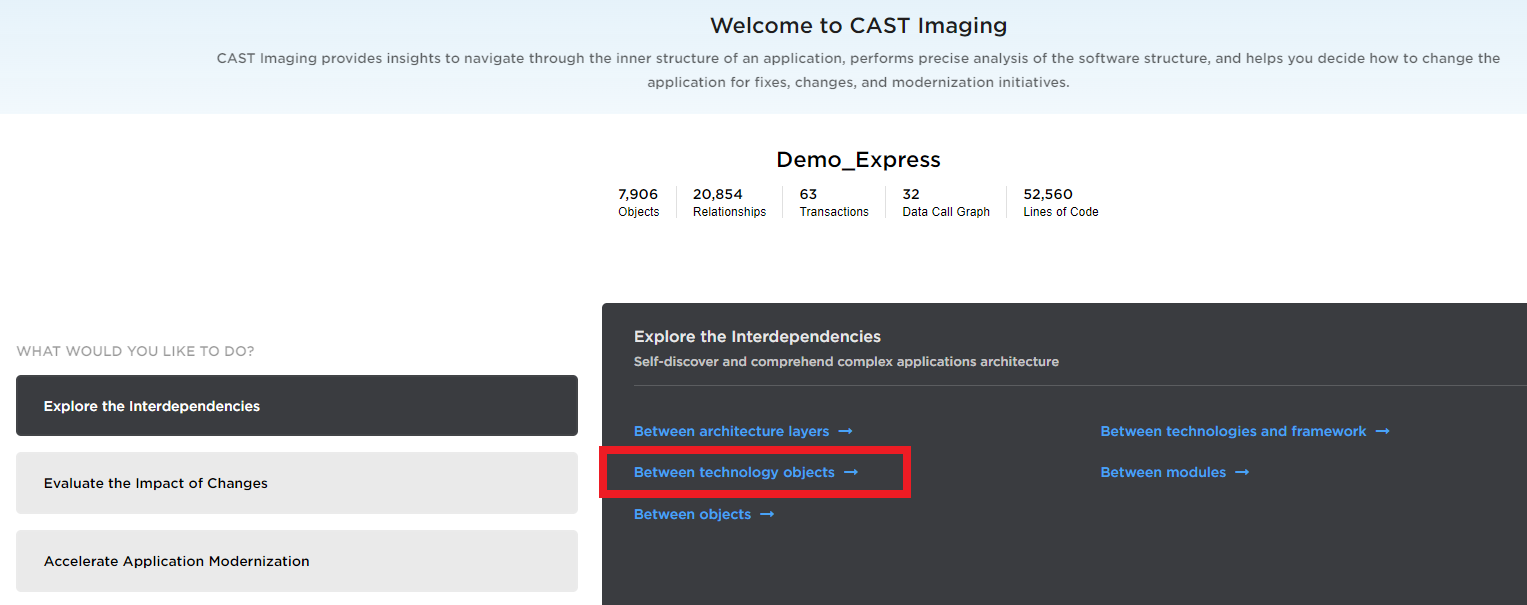 Welcome to CAST Imaging
CAST Imaging provides insights to navigate through the inner structure of an application, performs precise analysis of the software structure, and helps you decide how to change the
application for fixes, changes, and modernization initiatives.
Demo_Express
7,906 20,854 63 32 52,560
Objects Relationships Transactions Data Call Graph Lines of Code
WHAT WOULD YOU LIKE TO DO?
Explore the Interdependencies
Evaluate the Impact of Changes
Accelerate Application Modernization
Explore the Interdependencies
Self-discover and comprehend complex applications architecture
Between architecture layers →
Between technologies and framework →
Between technology objects →
Between modules →
Between objects →